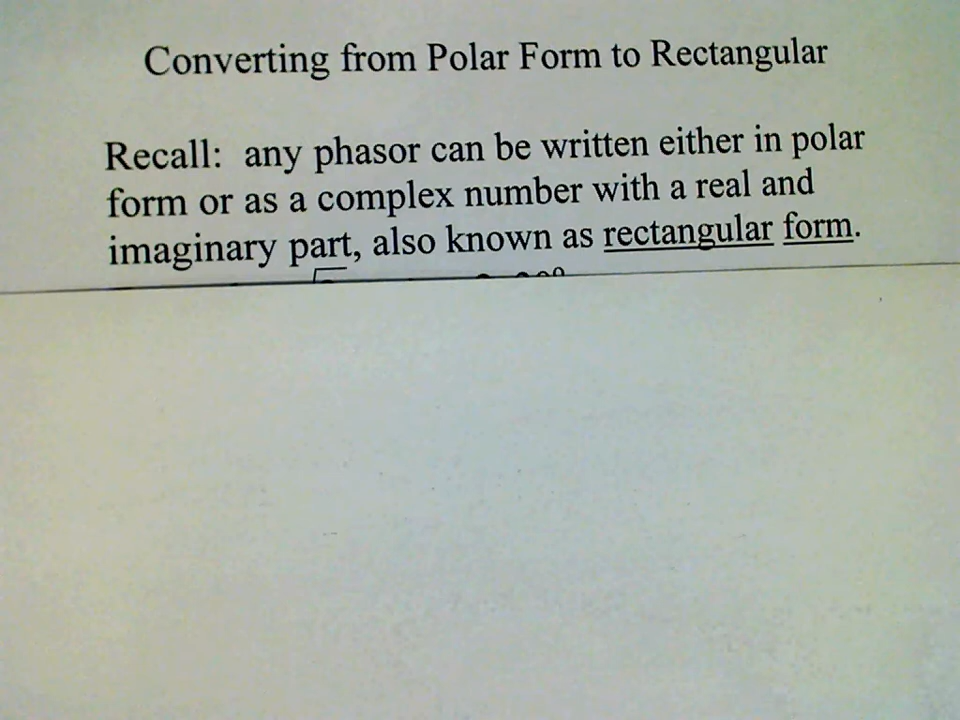 Converting from Polar Form to Rectangular
Recall: any phasor can be written either in polar
form or as a complex number with a real and
imaginary part, also known as rectangular form.